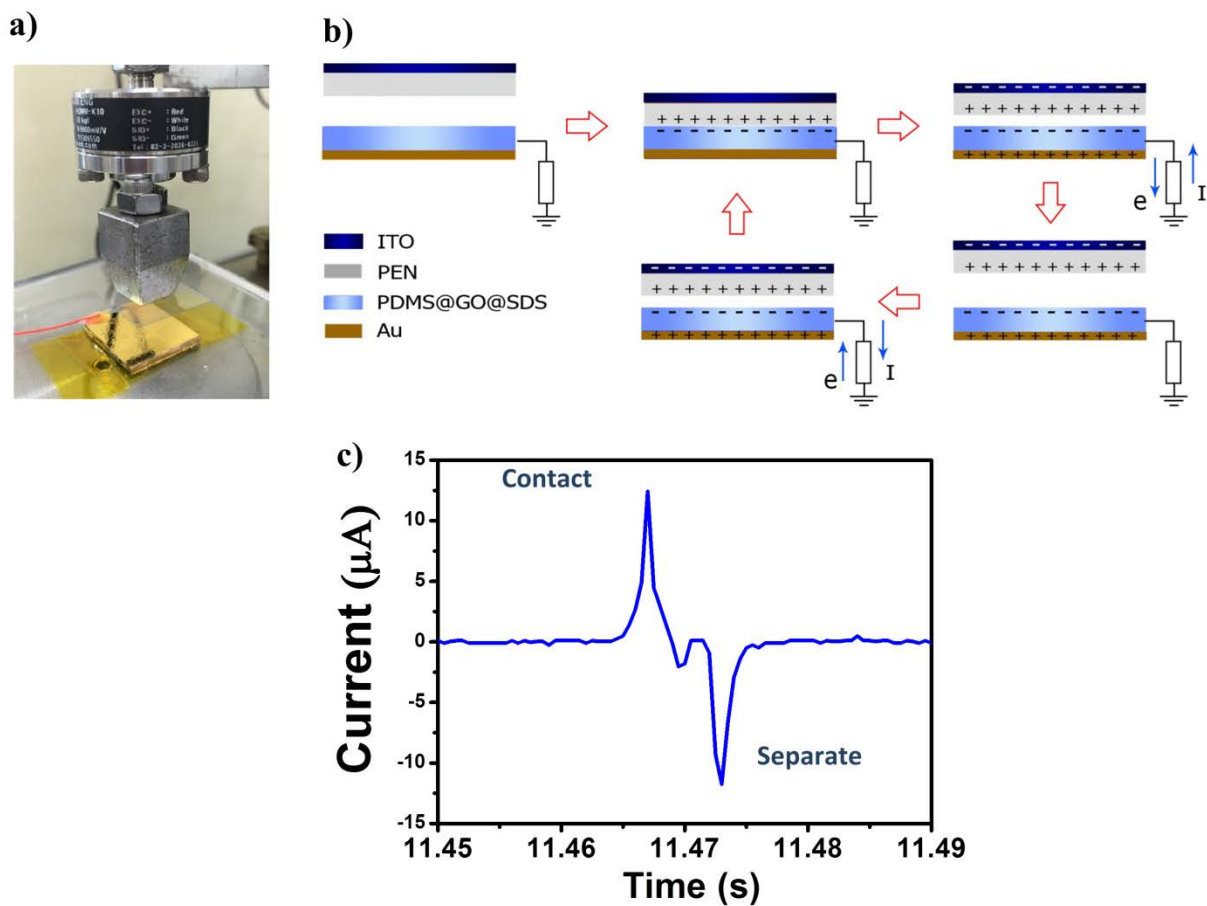 a)
EXC+ : Red
EXC- : White
SIG+ : Black
SIG- : Green
b)
ITO
PEN
PDMS@GO@SDS
Au
e
I
e
I
c)
Contact
Separate
Current (μA)
15
10
5
0
-5
-10
-15
11.45
11.46
11.47
11.48
11.49
Time (s)